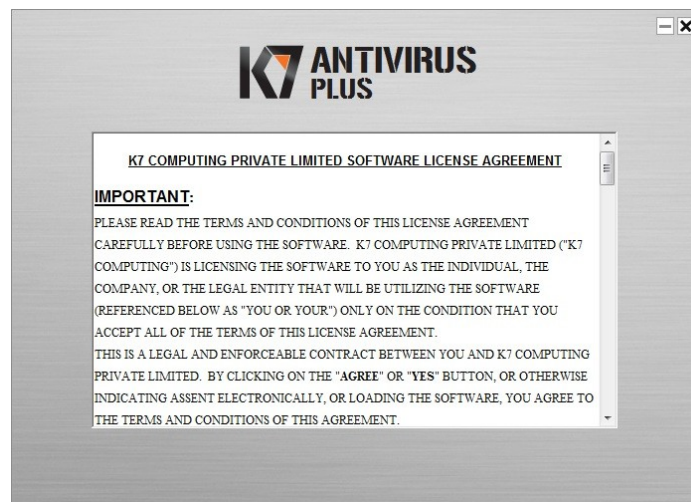 K7 ANTIVIRUS
PLUS
K7 COMPUTING PRIVATE LIMITED SOFTWARE LICENSE AGREEMENT
IMPORTANT:
PLEASE READ THE TERMS AND CONDITIONS OF THIS LICENSE AGREEMENT
CAREFULLY BEFORE USING THE SOFTWARE. K7 COMPUTING PRIVATE LIMITED ("K7
COMPUTING") IS LICENSING THE SOFTWARE TO YOU AS THE INDIVIDUAL, THE
COMPANY, OR THE LEGAL ENTITY THAT WILL BE UTILIZING THE SOFTWARE
(REFERENCED BELOW AS "YOU OR YOUR") ONLY ON THE CONDITION THAT YOU
ACCEPT ALL OF THE TERMS OF THIS LICENSE AGREEMENT.
THIS IS A LEGAL AND ENFORCEABLE CONTRACT BETWEEN YOU AND K7 COMPUTING
PRIVATE LIMITED. BY CLICKING ON THE "AGREE" OR "YES" BUTTON, OR OTHERWISE
INDICATING ASSENT ELECTRONICALLY, OR LOADING THE SOFTWARE, YOU AGREE TO
THE TERMS AND CONDITIONS OF THIS AGREEMENT.